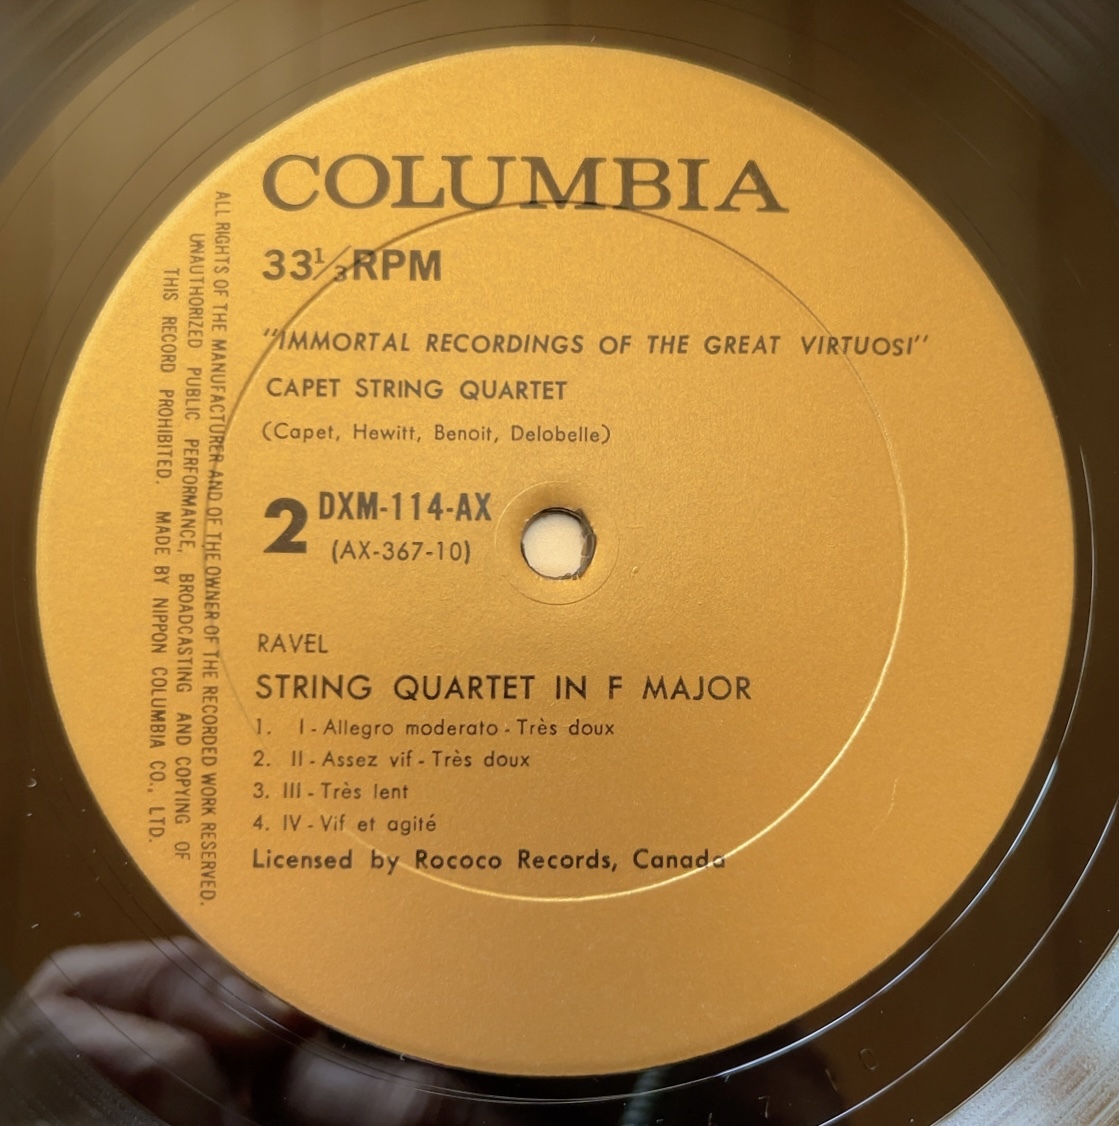 COLUMBIA
33⅓ RPM
"IMMORTAL RECORDINGS OF THE GREAT VIRTUOSI"
CAPET STRING QUARTET
(Capet, Hewitt, Benoit, Delobelle)
2 DXM-114-AX
(AX-367-10)
RAVEL
STRING QUARTET IN F MAJOR
1. I - Allegro moderato - Très doux
2. II - Assez vif - Très doux
3. III - Très lent
4. IV - Vif et agité
Licensed by Rococo Records, Canada
ALL RIGHTS OF THE MANUFACTURER AND OF THE OWNER OF THE RECORDED WORK RESERVED.
UNAUTHORIZED PUBLIC PERFORMANCE, BROADCASTING AND COPYING OF
THIS RECORD PROHIBITED. MADE BY NIPPON COLUMBIA CO., LTD.